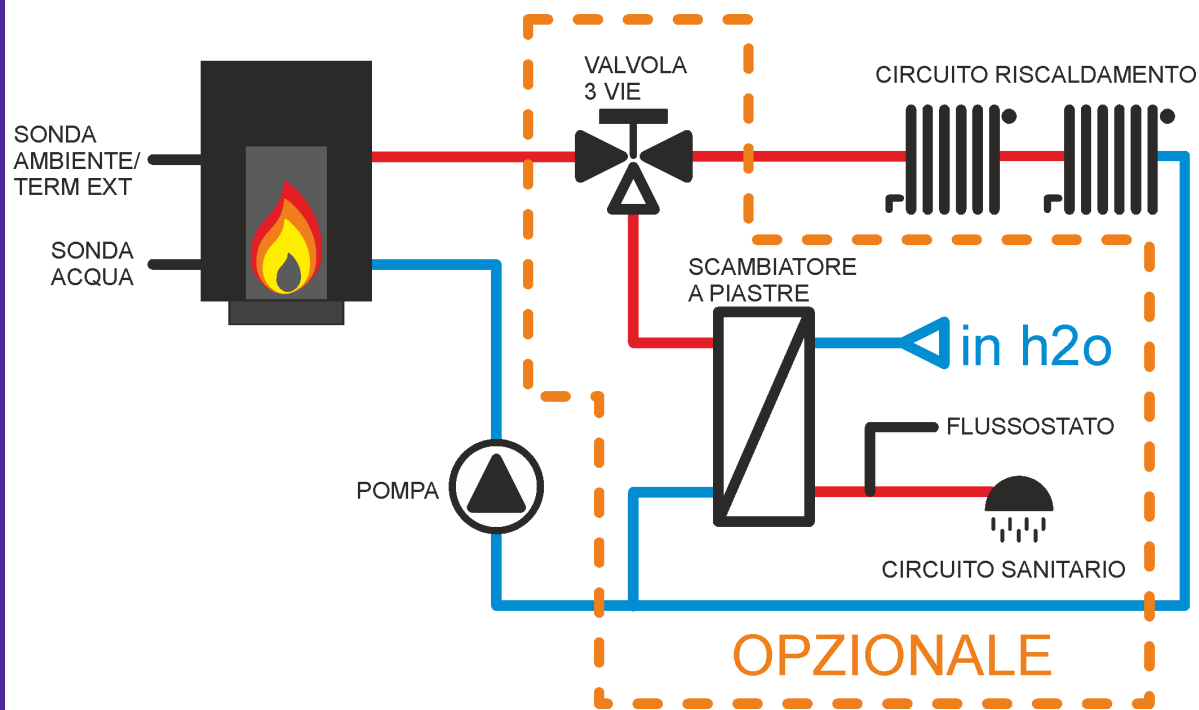 VALVOLA
3 VIE
CIRCUITO RISCALDAMENTO
SONDA
AMBIENTE/
TERM EXT
SONDA
ACQUA
SCAMBIATORE
A PIASTRE
in h2o
FLUSSOSTATO
POMPA
CIRCUITO SANITARIO
OPZIONALE